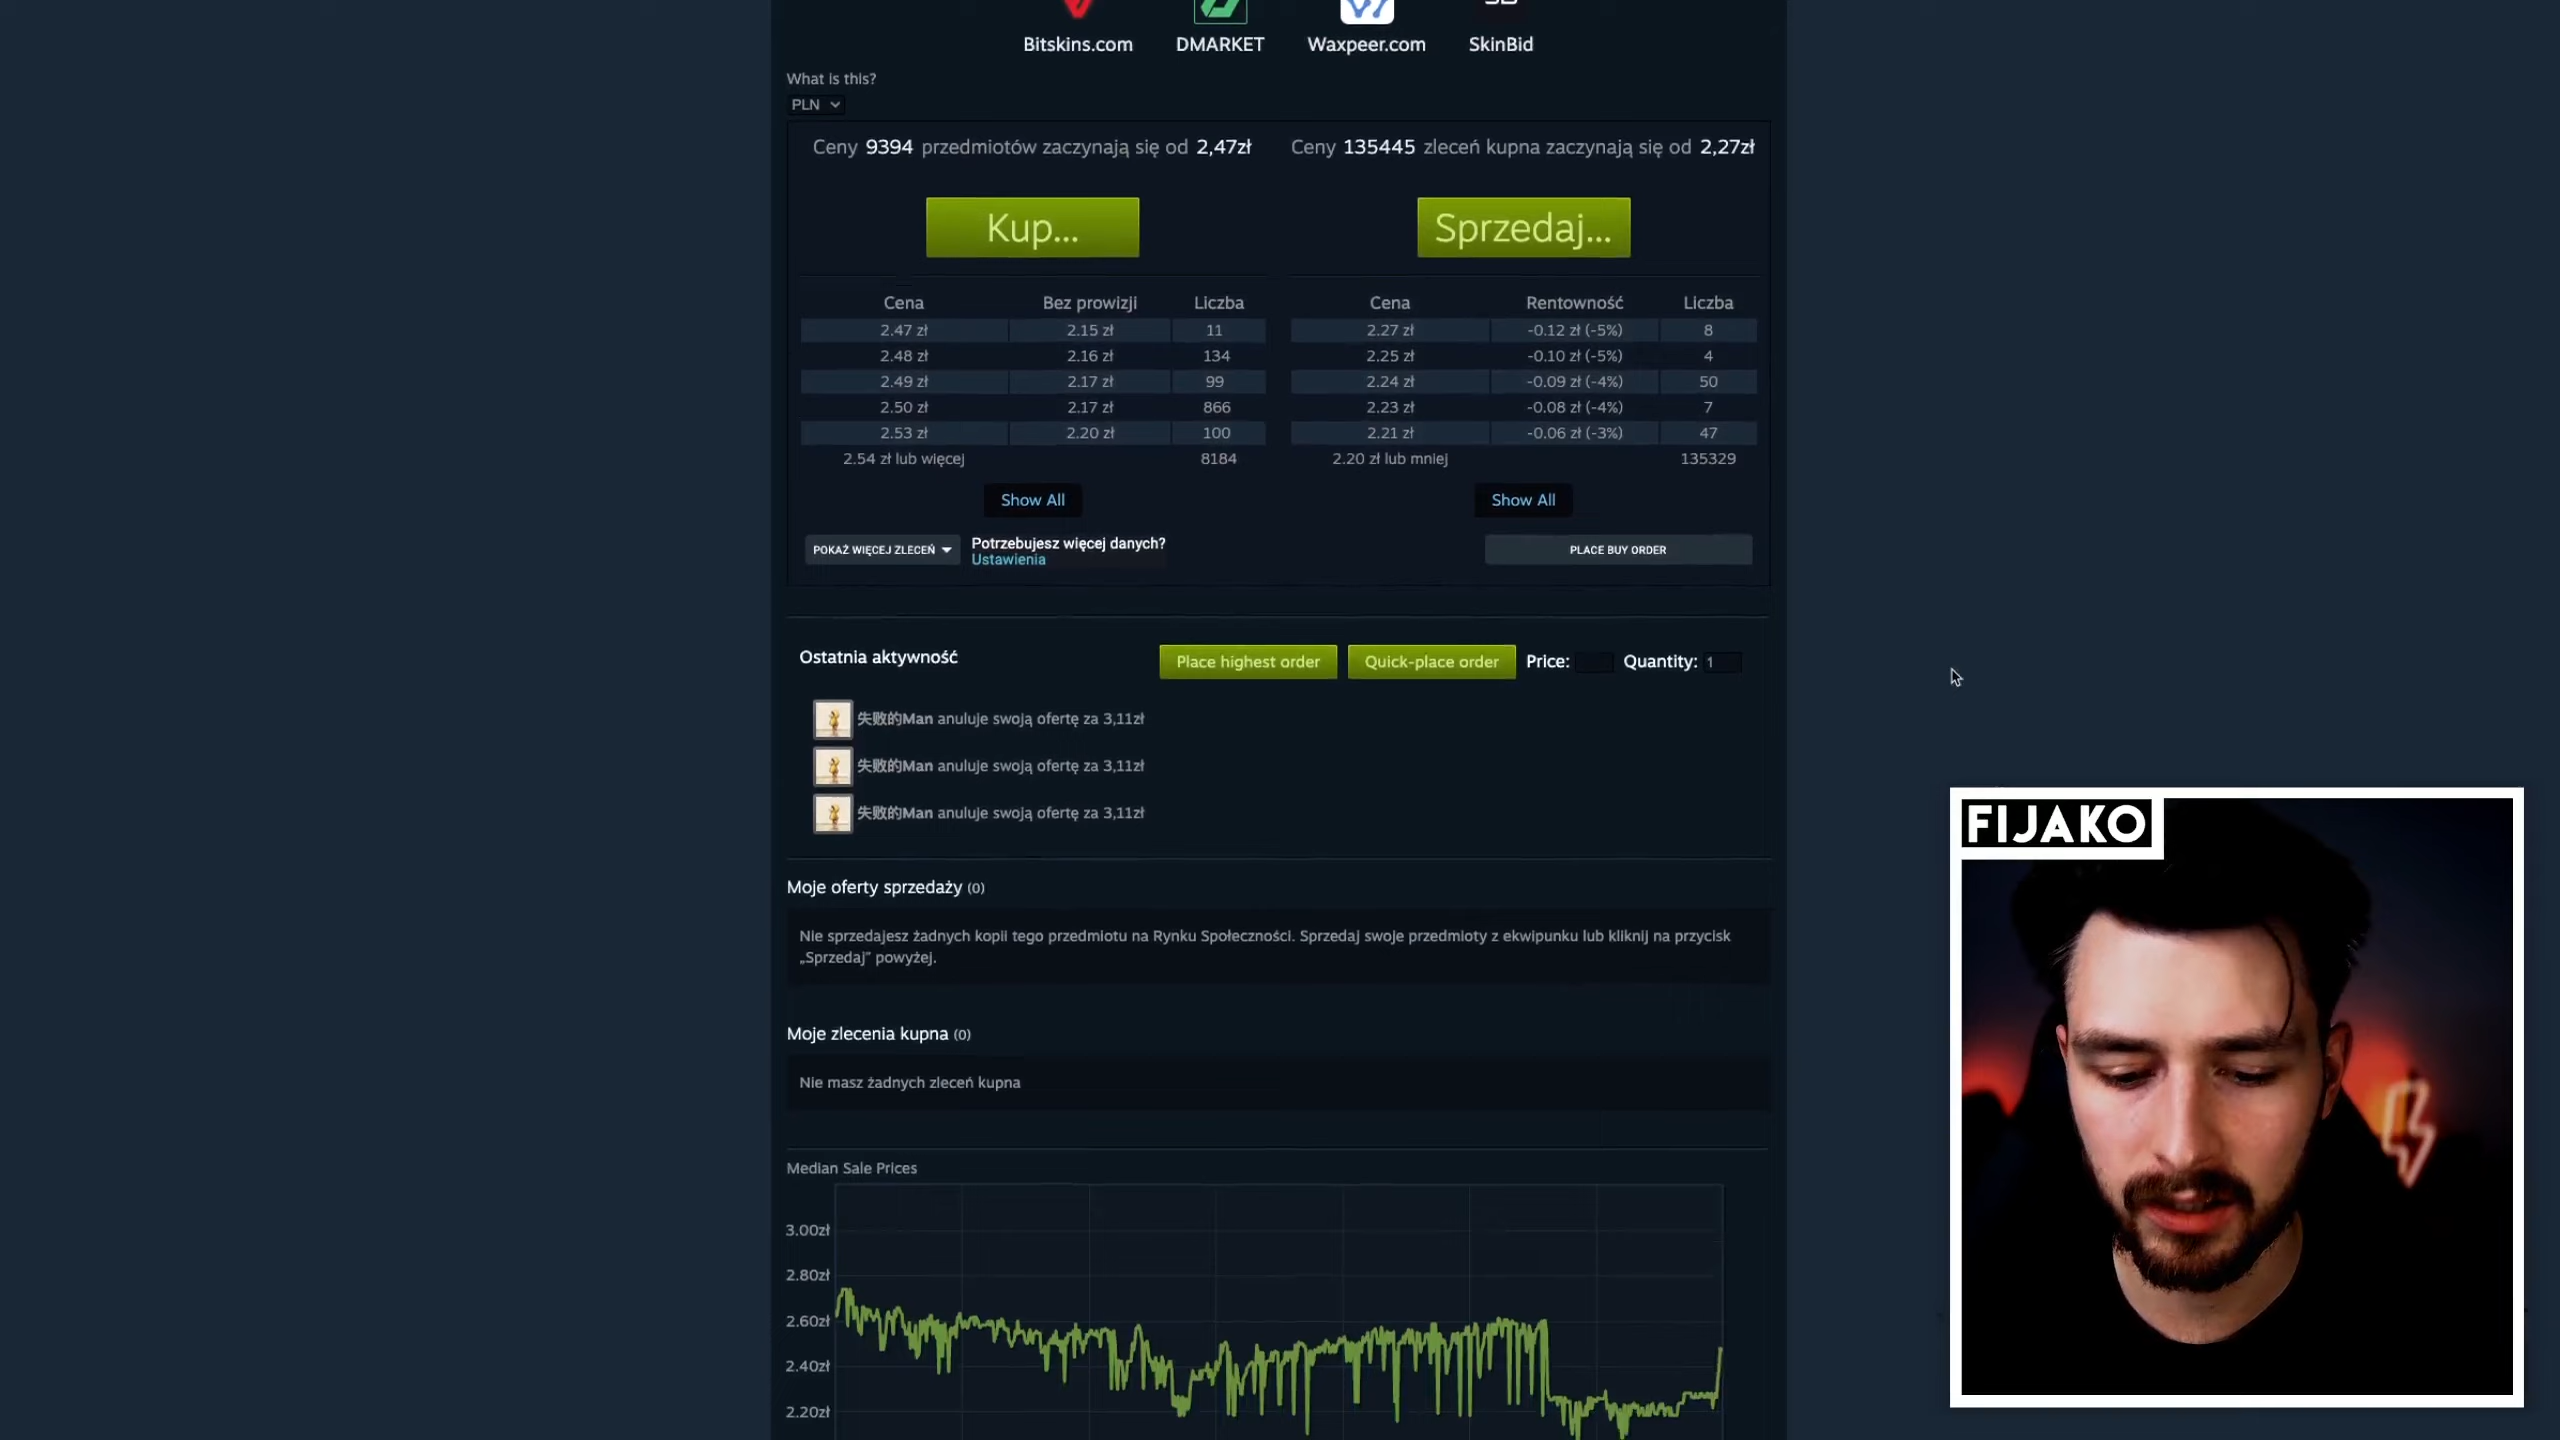 Bitskins.com DMARKET Waxpeer.com SkinBid
What is this?
PLN
Ceny 9394 przedmiotów zaczynają się od 2,47zł
Kup...
Cena Bez prowizji Liczba
2.47 zł 2.15 zł 11
2.48 zł 2.16 zł 134
2.49 zł 2.17 zł 99
2.50 zł 2.17 zł 866
2.53 zł 2.20 zł 100
2.54 zł lub więcej 8184
Show All
POKAŻ WIĘCEJ ZLECEŃ
Potrzebujesz więcej danych?
Ustawienia
Ceny 135445 zleceń kupna zaczynają się od 2,27zł
Sprzedaj...
Cena Rentowność Liczba
2.27 zł -0.12 zł (-5%) 8
2.25 zł -0.10 zł (-5%) 4
2.24 zł -0.09 zł (-4%) 50
2.23 zł -0.08 zł (-4%) 7
2.21 zł -0.06 zł (-3%) 47
2.20 zł lub mniej 135329
Show All
PLACE BUY ORDER
Ostatnia aktywność Place highest order Quick-place order Price: Quantity: 1
失败的Man anuluje swoją ofertę za 3,11zł
失败的Man anuluje swoją ofertę za 3,11zł
失败的Man anuluje swoją ofertę za 3,11zł
Moje oferty sprzedaży (0)
Nie sprzedajesz żadnych kopii tego przedmiotu na Rynku Społeczności. Sprzedaj swoje przedmioty z ekwipunku lub kliknij na przycisk
„Sprzedaj” powyżej.
Moje zlecenia kupna (0)
Nie masz żadnych zleceń kupna
Median Sale Prices
3.00zł
2.80zł
2.60zł
2.40zł
2.20zł
FIJAKO